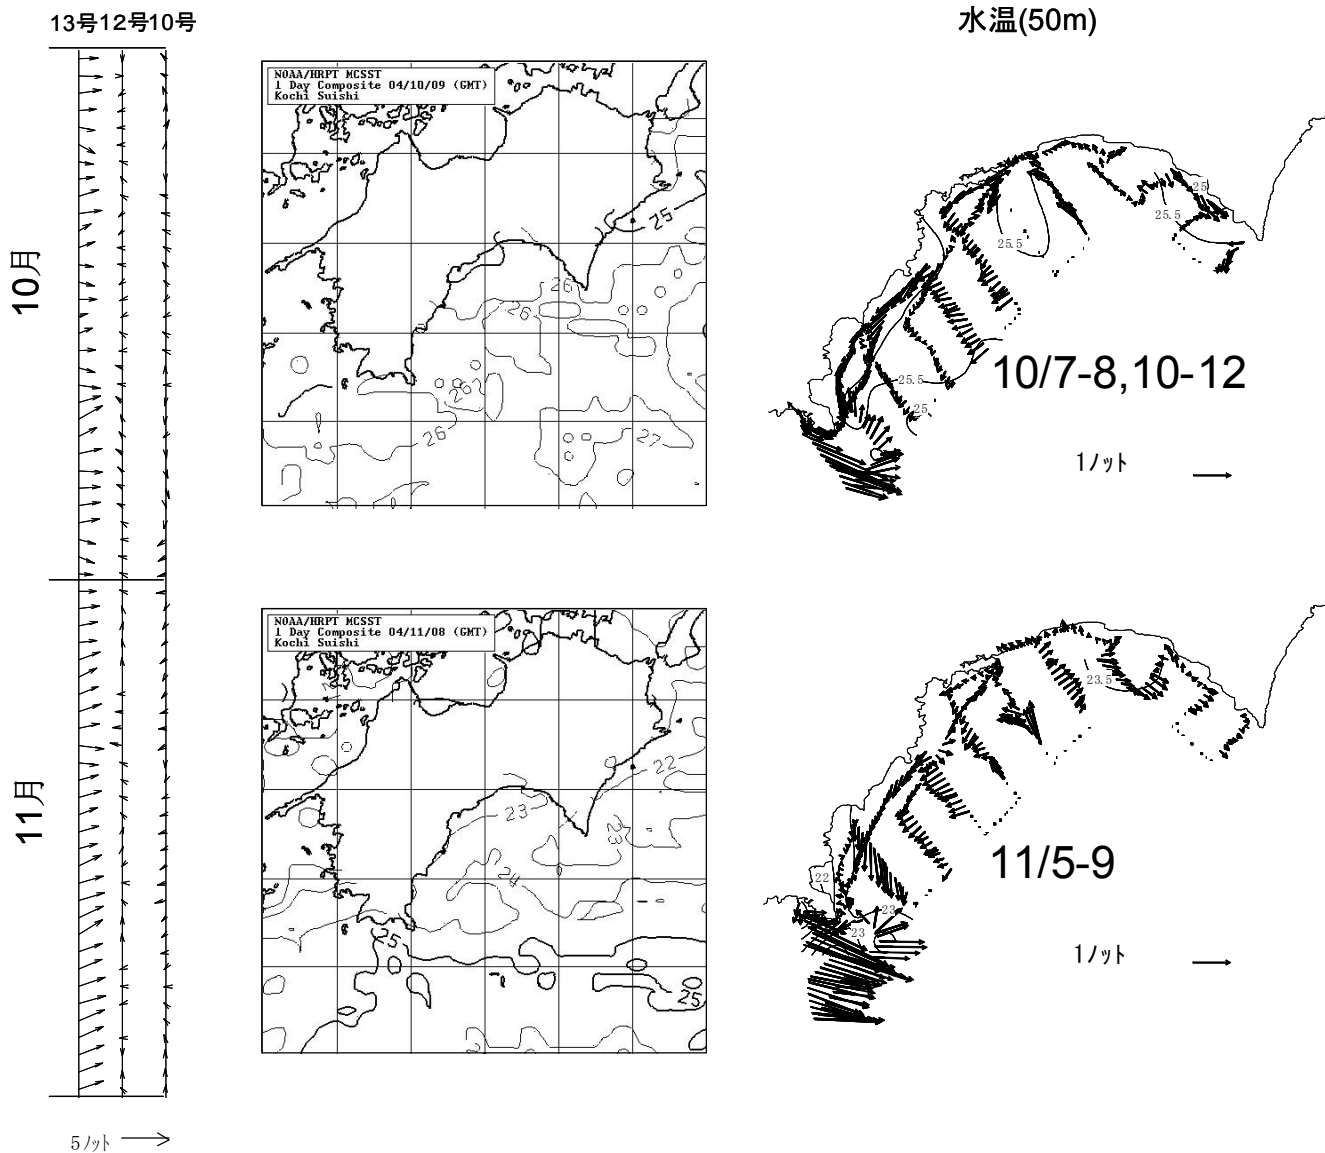 13号12号10号
水温(50m)
10月
NOAA/HRPT MCSST
1 Day Composite 04/10/09 (GMT)
Kochi Suishi
25
26
26
26
26
27
25
25.5
25.5
25.5
25
10/7-8,10-12
1ノット
11月
NOAA/HRPT MCSST
1 Day Composite 04/11/08 (GMT)
Kochi Suishi
22
23
23
24
25
25
23.5
22
23
23
11/5-9
1ノット
5ノット